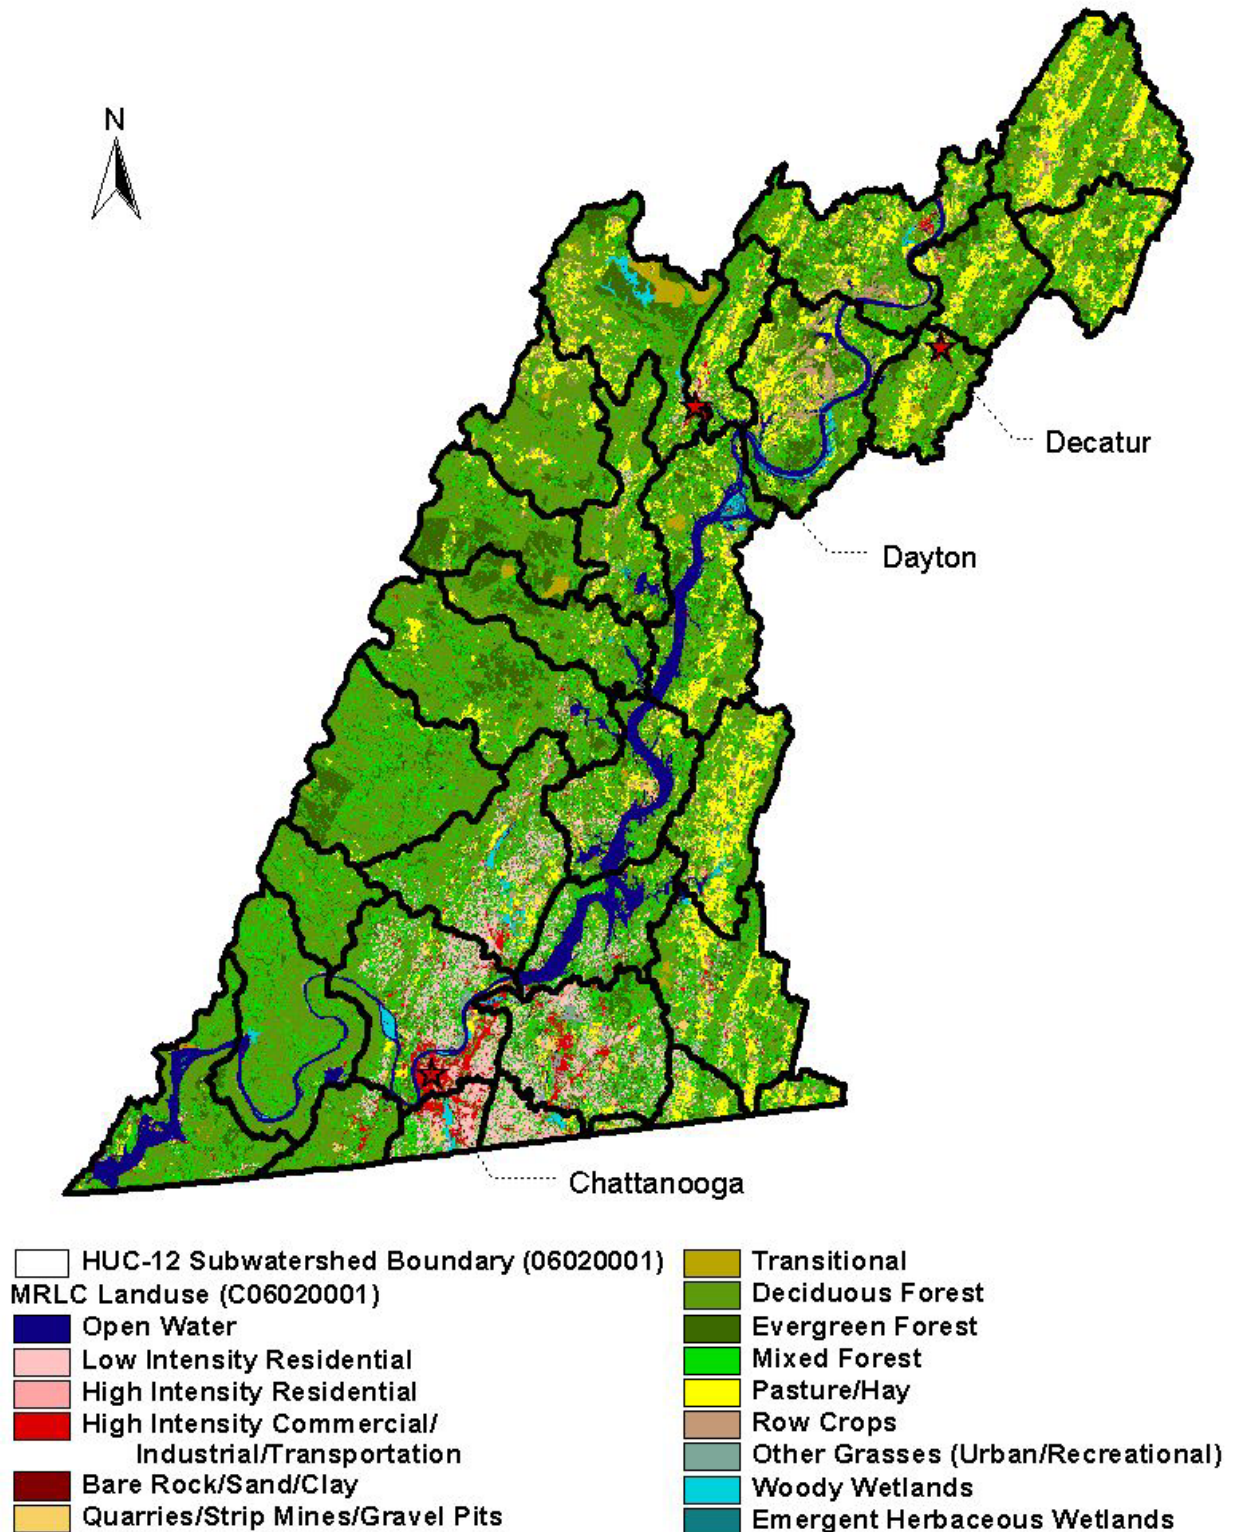 N
Decatur
Dayton
Chattanooga
HUC-12 Subwatershed Boundary (06020001)
MRLC Landuse (C06020001)
Open Water
Low Intensity Residential
High Intensity Residential
High Intensity Commercial/
Industrial/Transportation
Bare Rock/Sand/Clay
Quarries/Strip Mines/Gravel Pits
Transitional
Deciduous Forest
Evergreen Forest
Mixed Forest
Pasture/Hay
Row Crops
Other Grasses (Urban/Recreational)
Woody Wetlands
Emergent Herbaceous Wetlands